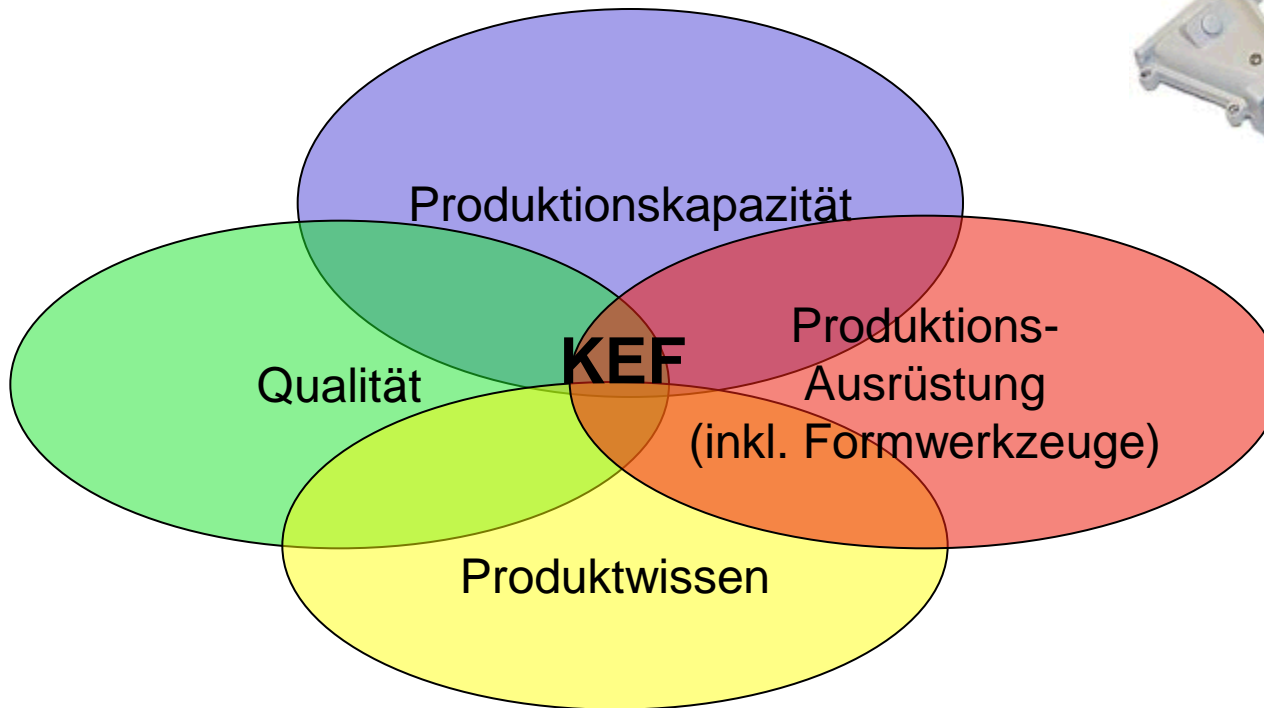 Produktionskapazität
KEF
Qualität
Produktions-
Ausrüstung
(inkl. Formwerkzeuge)
Produktwissen